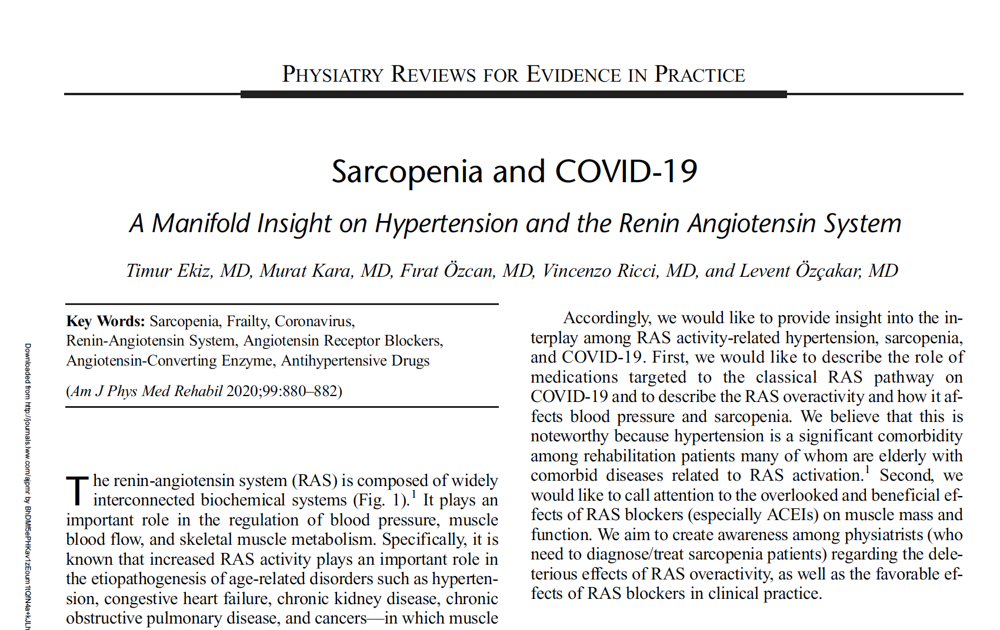 PHYSIATRY REVIEWS FOR EVIDENCE IN PRACTICE
Sarcopenia and COVID-19
A Manifold Insight on Hypertension and the Renin Angiotensin System
Timur Ekiz, MD, Murat Kara, MD, Fırat Özcan, MD, Vincenzo Ricci, MD, and Levent Özçakar, MD
Key Words: Sarcopenia, Frailty, Coronavirus,
Renin-Angiotensin System, Angiotensin Receptor Blockers,
Angiotensin-Converting Enzyme, Antihypertensive Drugs
(Am J Phys Med Rehabil 2020;99:880–882)
The renin-angiotensin system (RAS) is composed of widely
interconnected biochemical systems (Fig. 1).1 It plays an
important role in the regulation of blood pressure, muscle
blood flow, and skeletal muscle metabolism. Specifically, it is
known that increased RAS activity plays an important role in
the etiopathogenesis of age-related disorders such as hyperten-
sion, congestive heart failure, chronic kidney disease, chronic
obstructive pulmonary disease, and cancers—in which muscle
Accordingly, we would like to provide insight into the in-
terplay among RAS activity-related hypertension, sarcopenia,
and COVID-19. First, we would like to describe the role of
medications targeted to the classical RAS pathway on
COVID-19 and to describe the RAS overactivity and how it af-
fects blood pressure and sarcopenia. We believe that this is
noteworthy because hypertension is a significant comorbidity
among rehabilitation patients many of whom are elderly with
comorbid diseases related to RAS activation.1 Second, we
would like to call attention to the overlooked and beneficial ef-
fects of RAS blockers (especially ACEIs) on muscle mass and
function. We aim to create awareness among physiatrists (who
need to diagnose/treat sarcopenia patients) regarding the dele-
terious effects of RAS overactivity, as well as the favorable ef-
fects of RAS blockers in clinical practice.
Downloaded from http://journals.lww.com/ajpmr by